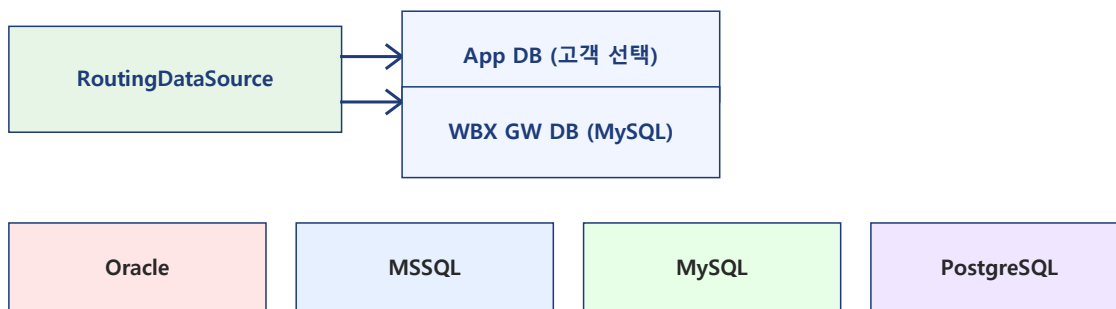 RoutingDataSource
App DB (고객 선택)
WBX GW DB (MySQL)
Oracle
MSSQL
MySQL
PostgreSQL